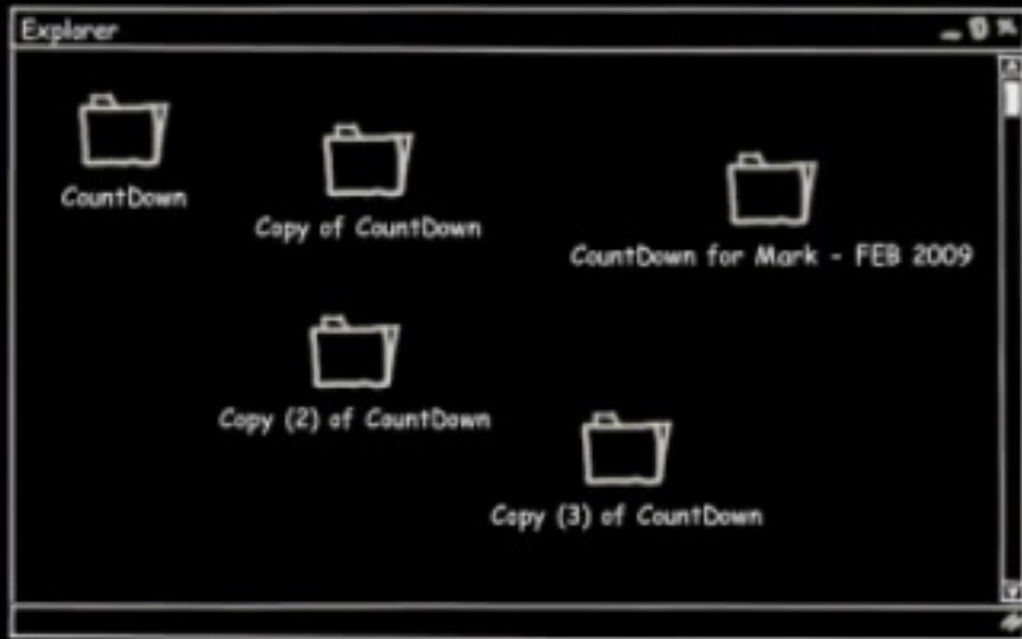 Explorer
CountDown
Copy of CountDown
CountDown for Mark - FEB 2009
Copy (2) of CountDown
Copy (3) of CountDown